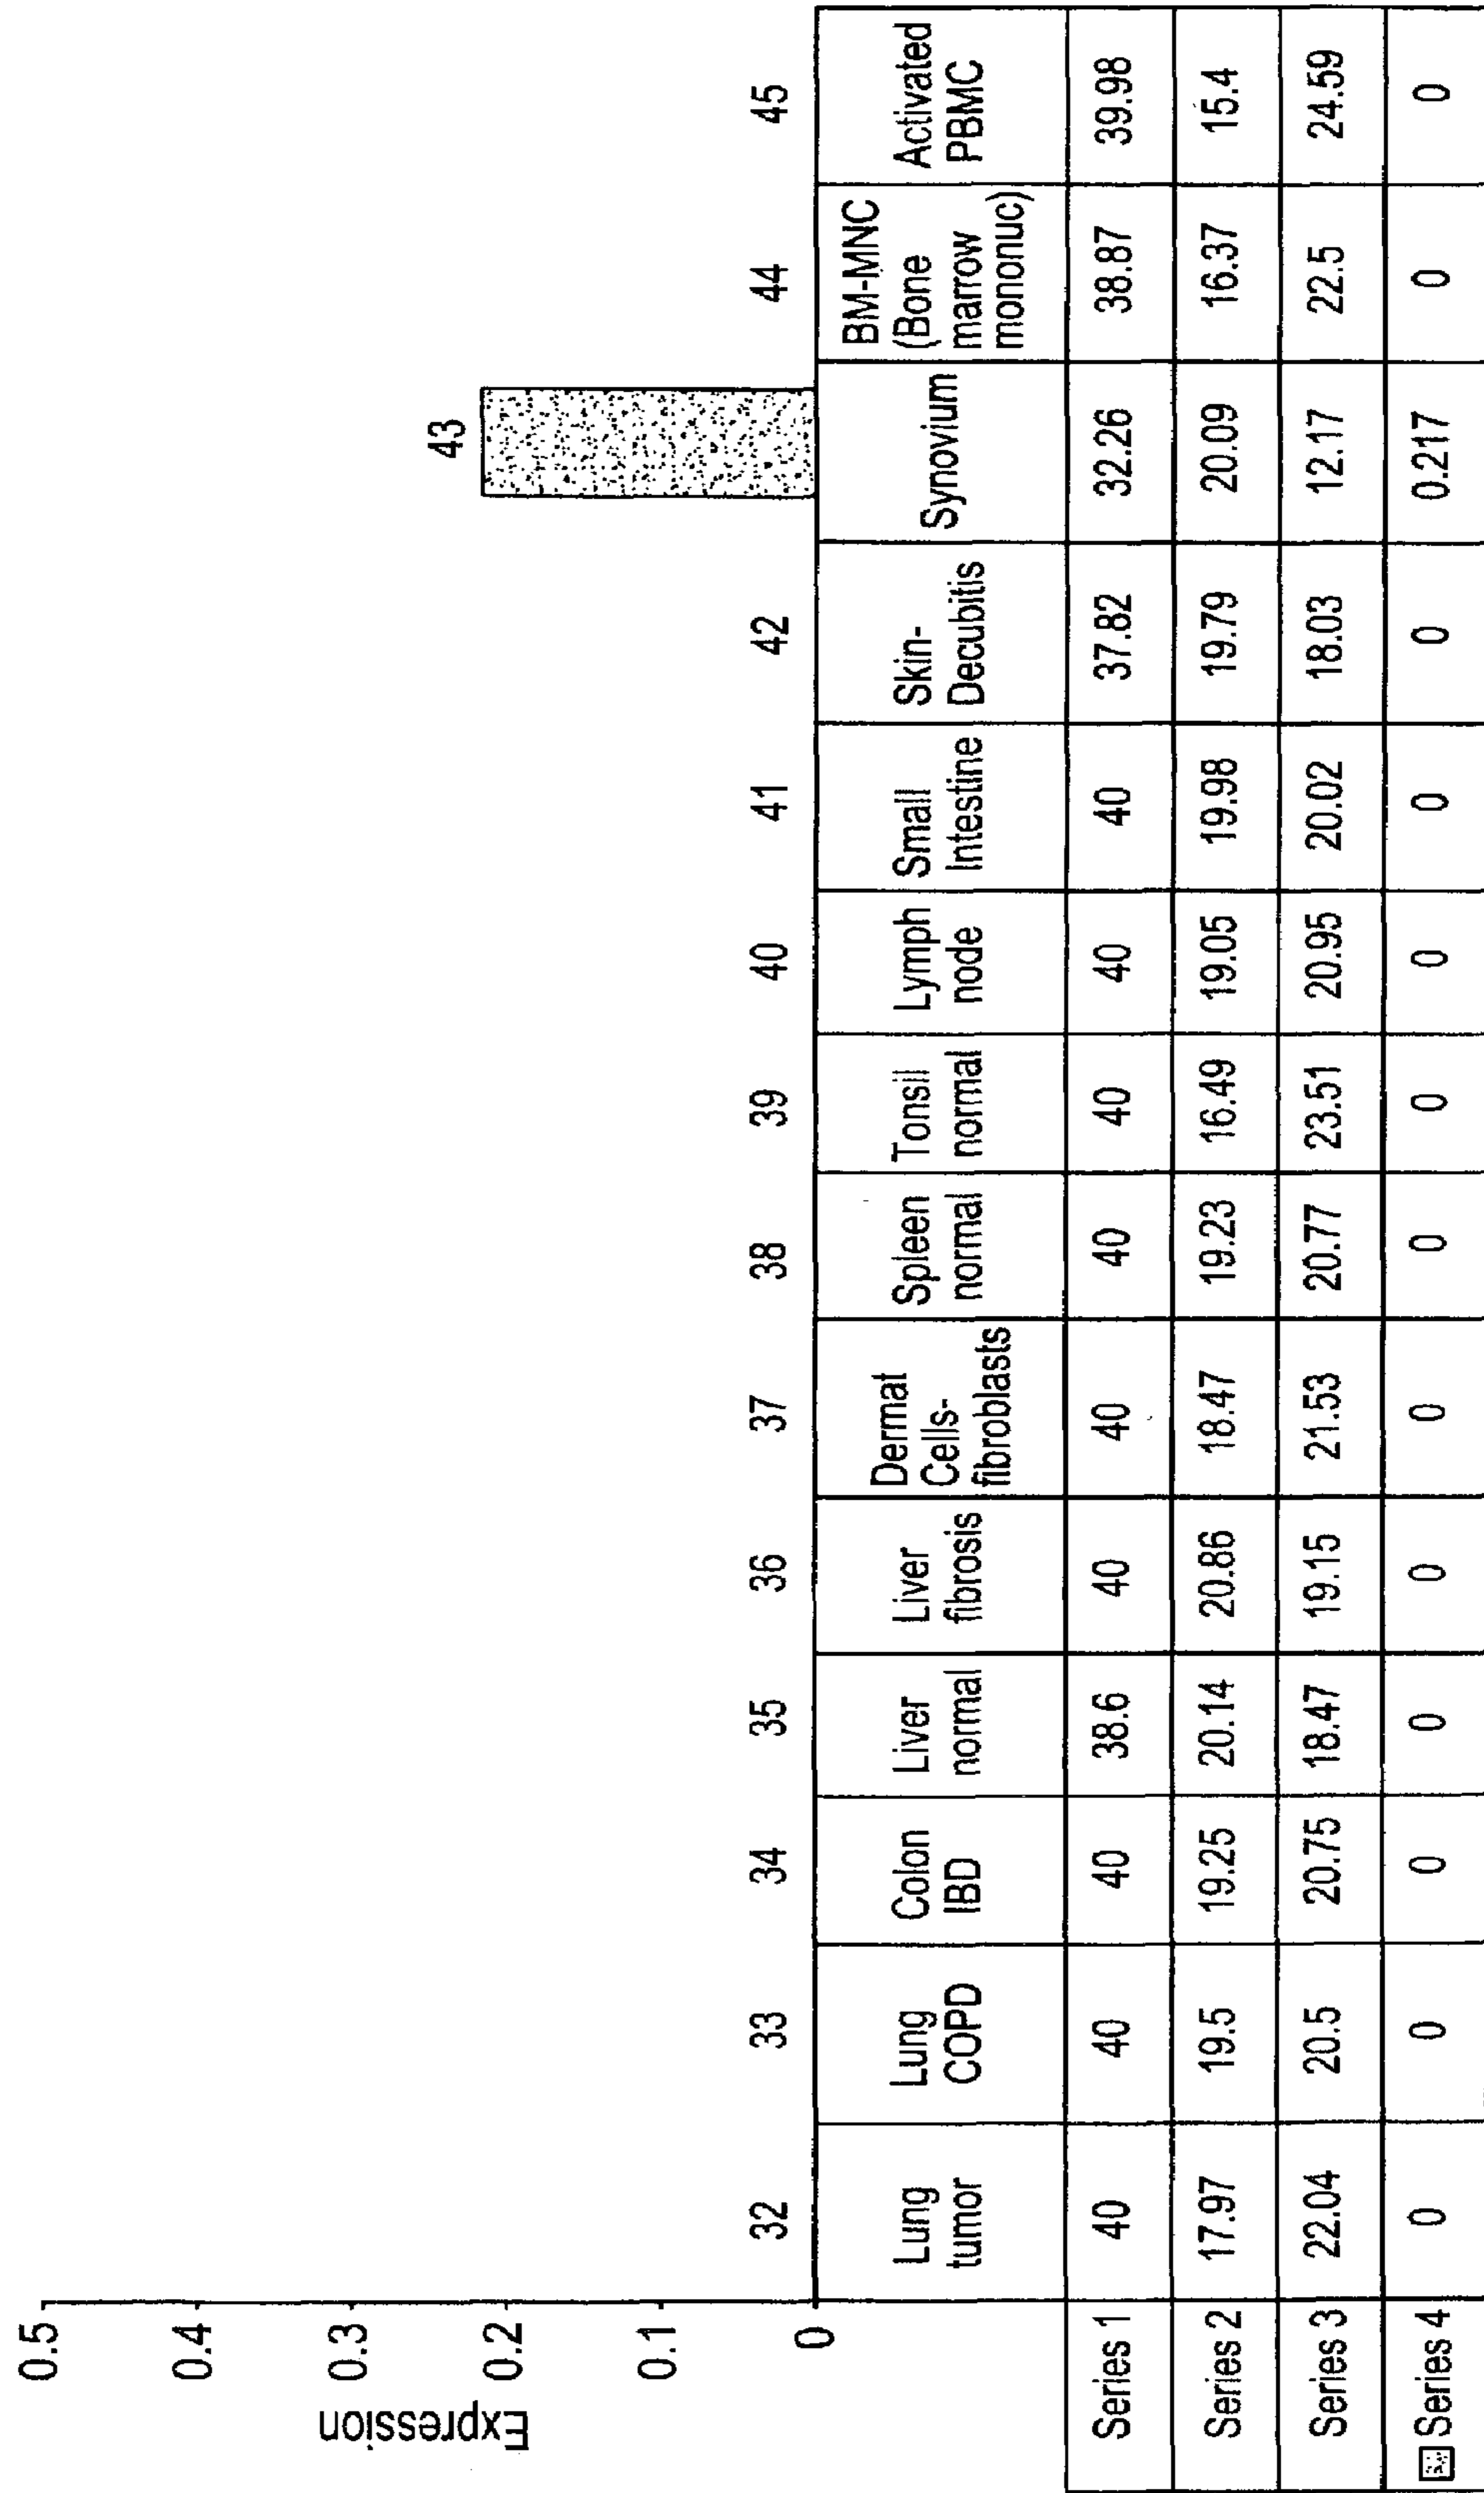 Expression
0.5
0.4
0.3
0.2
0.1
0
32 33 34 35 36 37 38 39 40 41 42 43 44 45
Lung tumor
Lung COPD
Colon IBD
Liver normal
Liver fibrosis
Dermat Cells-fibroblasts
Spleen normal
Tonsil normal
Lymph node
Small Intestine
Skin-Decubitis
Synovium
BM-MNC (Bone marrow mononuc)
Activated PBMC
Series 1 40 40 40 38.6 40 40 40 40 40 40 37.82 32.26 38.87 39.98
Series 2 17.97 19.5 19.25 20.14 20.86 18.47 19.23 16.49 19.05 19.98 19.79 20.09 16.37 15.4
Series 3 22.04 20.5 20.75 18.47 19.15 21.53 20.77 23.51 20.95 20.02 18.03 12.17 22.5 24.59
Series 4 0 0 0 0 0 0 0 0 0 0 0 0.217 0 0